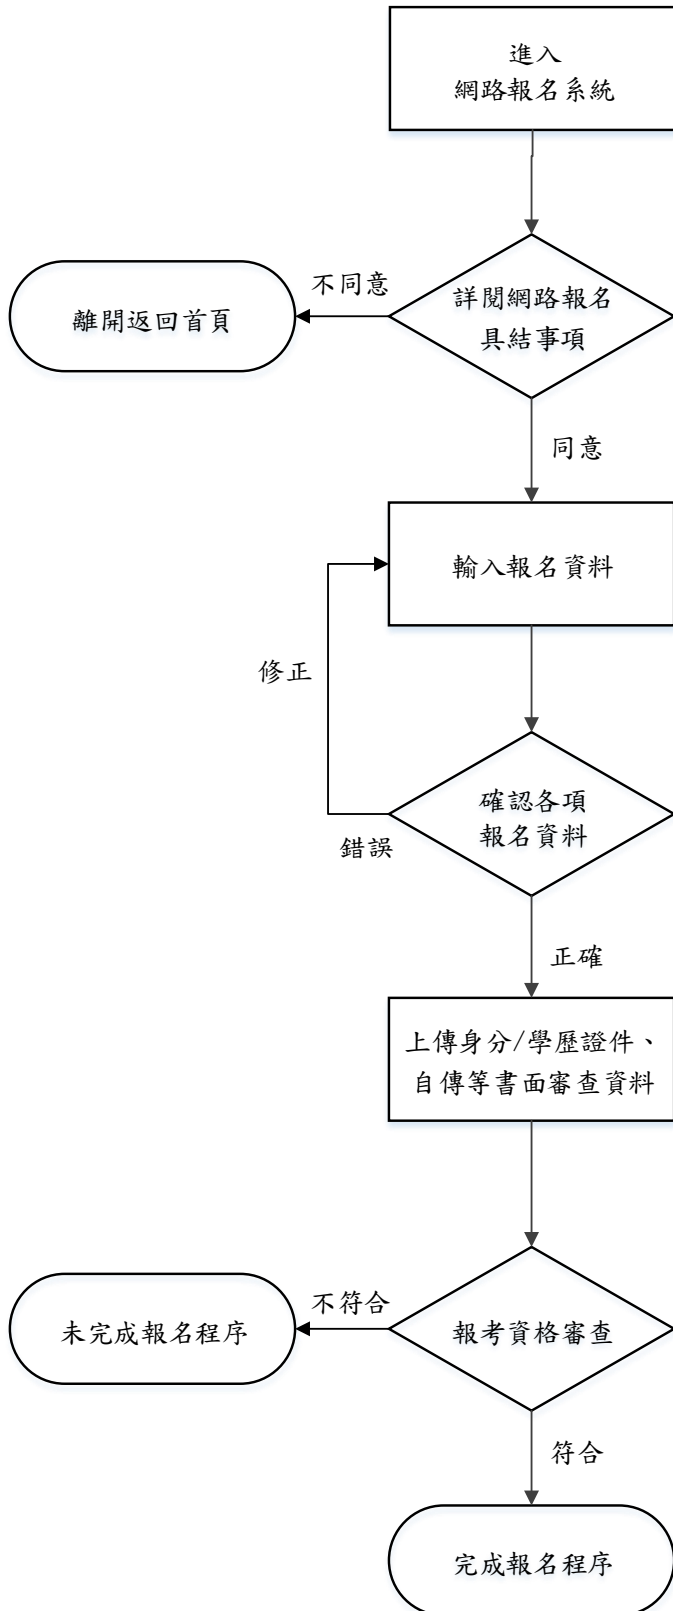 進入
網路報名系統
不同意
詳閱網路報名
具結事項
離開返回首頁
同意
輸入報名資料
修正
確認各項
報名資料
錯誤
正確
上傳身分/學歷證件、
自傳等書面審查資料
不符合
報考資格審查
未完成報名程序
符合
完成報名程序